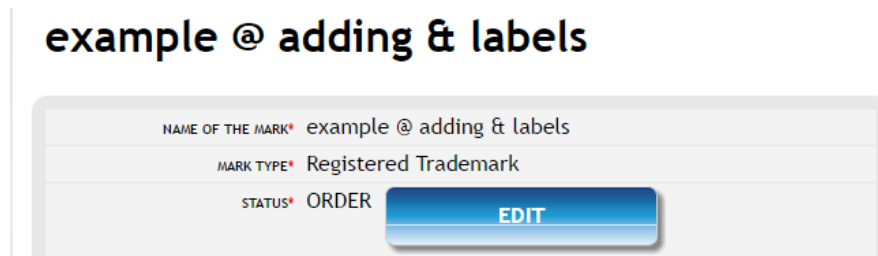 example @ adding & labels
NAME OF THE MARK* example @ adding & labels
MARK TYPE* Registered Trademark
STATUS* ORDER EDIT